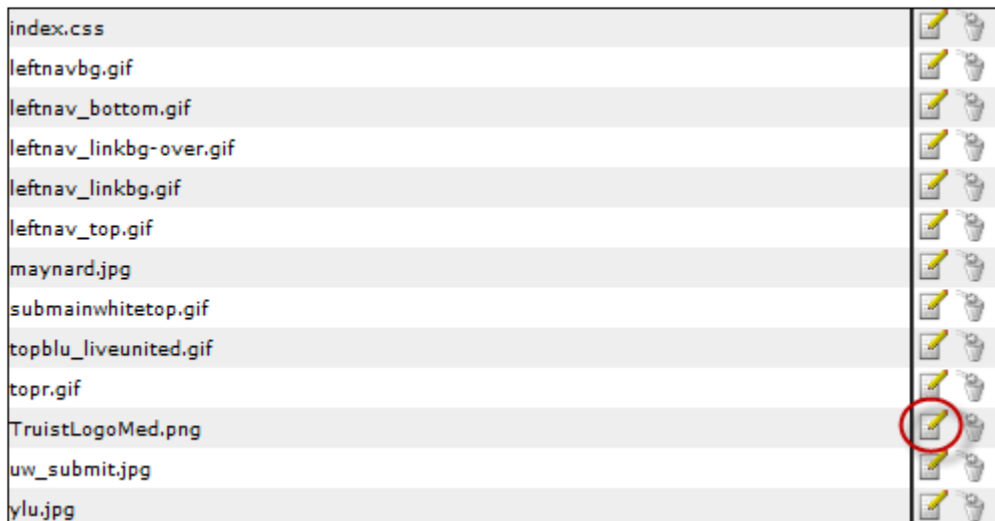 index.css
leftnavbg.gif
leftnav_bottom.gif
leftnav_linkbg-over.gif
leftnav_linkbg.gif
leftnav_top.gif
maynard.jpg
submainwhitetop.gif
topblu_liveunited.gif
topr.gif
TruistLogoMed.png
uw_submit.jpg
ylu.jpg